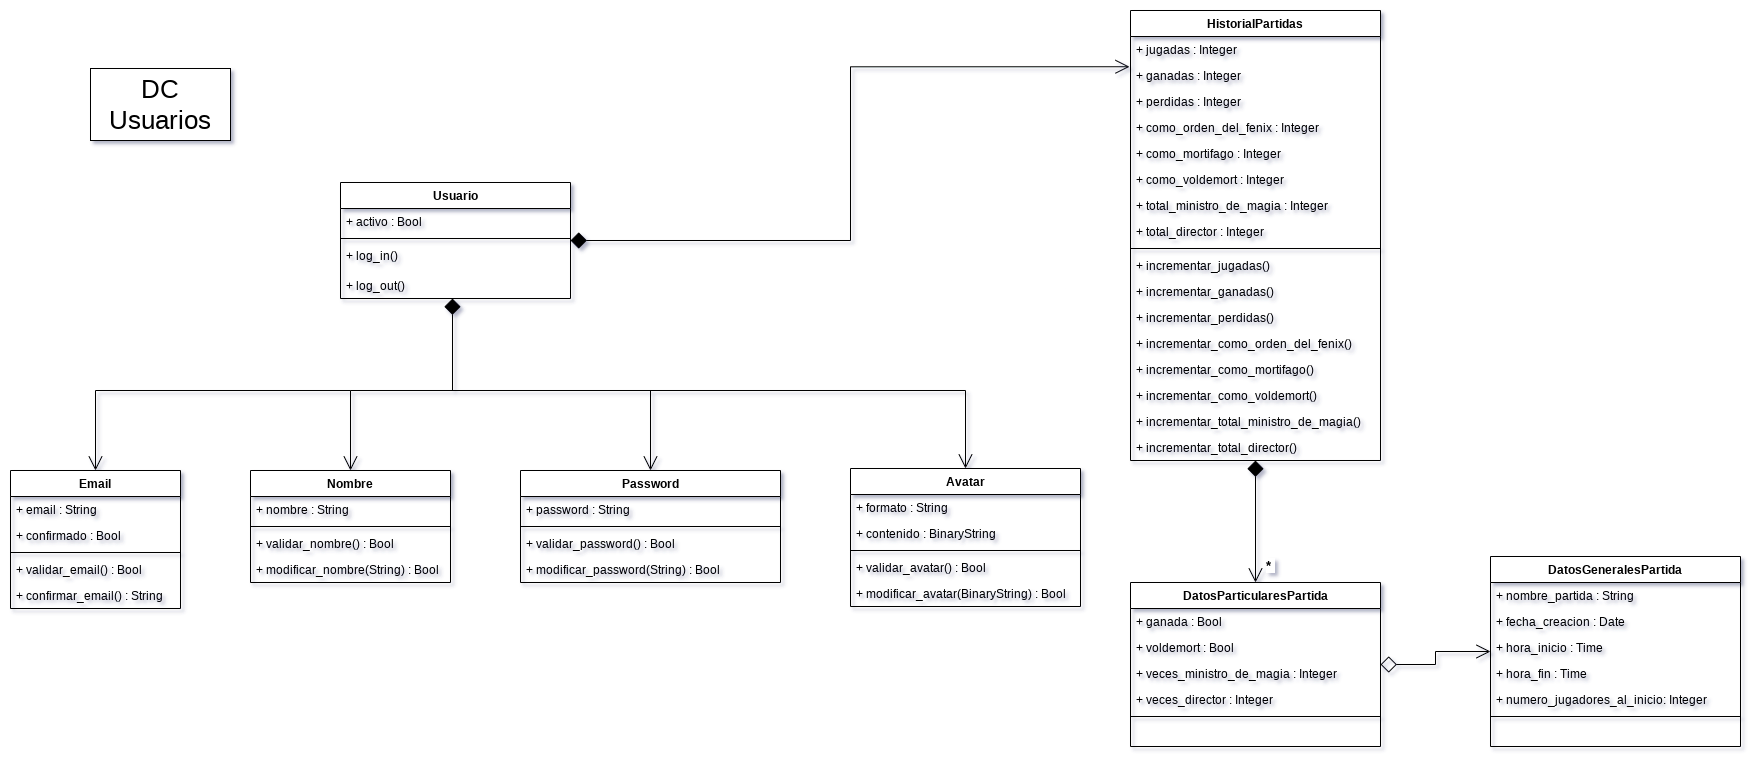 DC
Usuarios
Usuario
+ activo : Bool
+ log_in()
+ log_out()
HistorialPartidas
+ jugadas : Integer
+ ganadas : Integer
+ perdidas : Integer
+ como_orden_del_fenix : Integer
+ como_mortifago : Integer
+ como_voldemort : Integer
+ total_ministro_de_magia : Integer
+ total_director : Integer
+ incrementar_jugadas()
+ incrementar_ganadas()
+ incrementar_perdidas()
+ incrementar_como_orden_del_fenix()
+ incrementar_como_mortifago()
+ incrementar_como_voldemort()
+ incrementar_total_ministro_de_magia()
+ incrementar_total_director()
Email
+ email : String
+ confirmado : Bool
+ validar_email() : Bool
+ confirmar_email() : String
Nombre
+ nombre : String
+ validar_nombre() : Bool
+ modificar_nombre(String) : Bool
Password
+ password : String
+ validar_password() : Bool
+ modificar_password(String) : Bool
Avatar
+ formato : String
+ contenido : BinaryString
+ validar_avatar() : Bool
+ modificar_avatar(BinaryString) : Bool
*
DatosParticularesPartida
+ ganada : Bool
+ voldemort : Bool
+ veces_ministro_de_magia : Integer
+ veces_director : Integer
DatosGeneralesPartida
+ nombre_partida : String
+ fecha_creacion : Date
+ hora_inicio : Time
+ hora_fin : Time
+ numero_jugadores_al_inicio: Integer